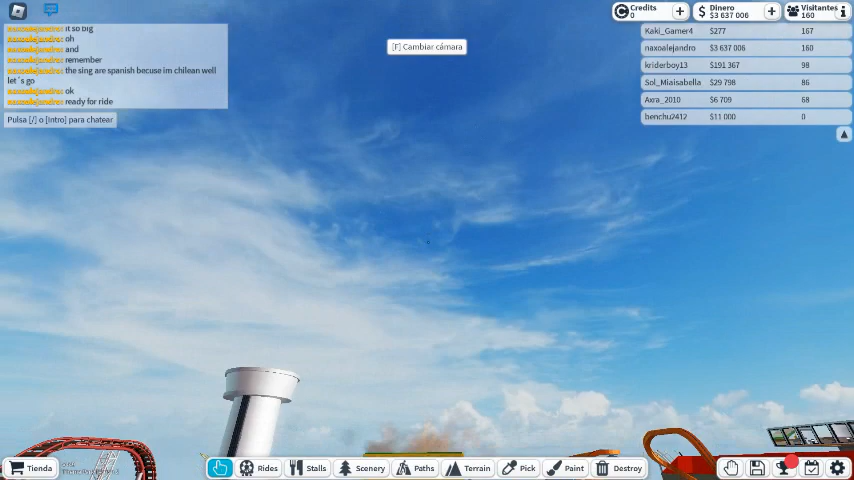 naxoalejandro: it so big
naxoalejandro: oh
naxoalejandro: and
naxoalejandro: remember
naxoalejandro: the sing are spanish becuse im chilean well
let´s go
naxoalejandro: ok
naxoalejandro: ready for ride
Pulsa [/] o [Intro] para chatear
[F] Cambiar cámara
Credits
0
Dinero
$3 637 006
Visitantes
160
Kaki_Gamer4 $277 167
naxoalejandro $3 637 006 160
kriderboy13 $191 367 98
Sol_Miaisabella $29 798 86
Axra_2010 $6 709 68
benchu2412 $11 000 0
Tienda
Rides
Stalls
Scenery
Paths
Terrain
Pick
Paint
Destroy